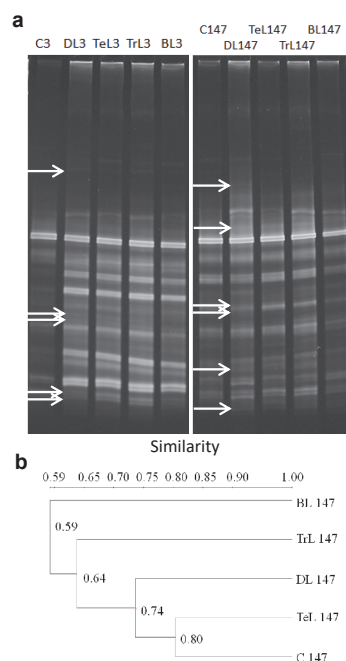 a
C3 DL3 TeL3 TrL3 BL3
C147 TeL147 BL147
DL147 TrL147
Similarity
b
0.59 0.65 0.70 0.75 0.80 0.85 0.90 1.00
BL 147
0.59
TrL 147
0.64
DL 147
0.74
TeL 147
0.80
C 147